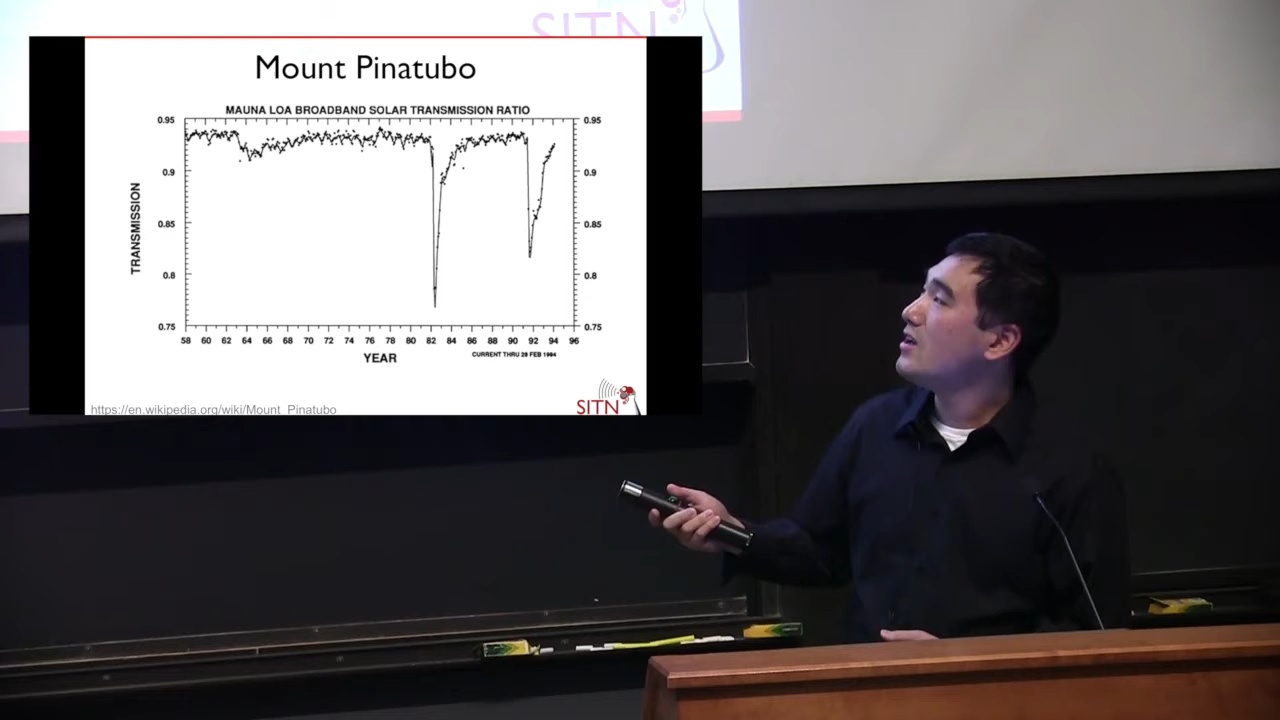 SITN
Mount Pinatubo
MAUNA LOA BROADBAND SOLAR TRANSMISSION RATIO
0.95
0.9
0.85
0.8
0.75
TRANSMISSION
0.95
0.9
0.85
0.8
0.75
58 60 62 64 66 68 70 72 74 76 78 80 82 84 86 88 90 92 94 96
YEAR
CURRENT THRU 28 FEB 1994
https://en.wikipedia.org/wiki/Mount_Pinatubo
SITN